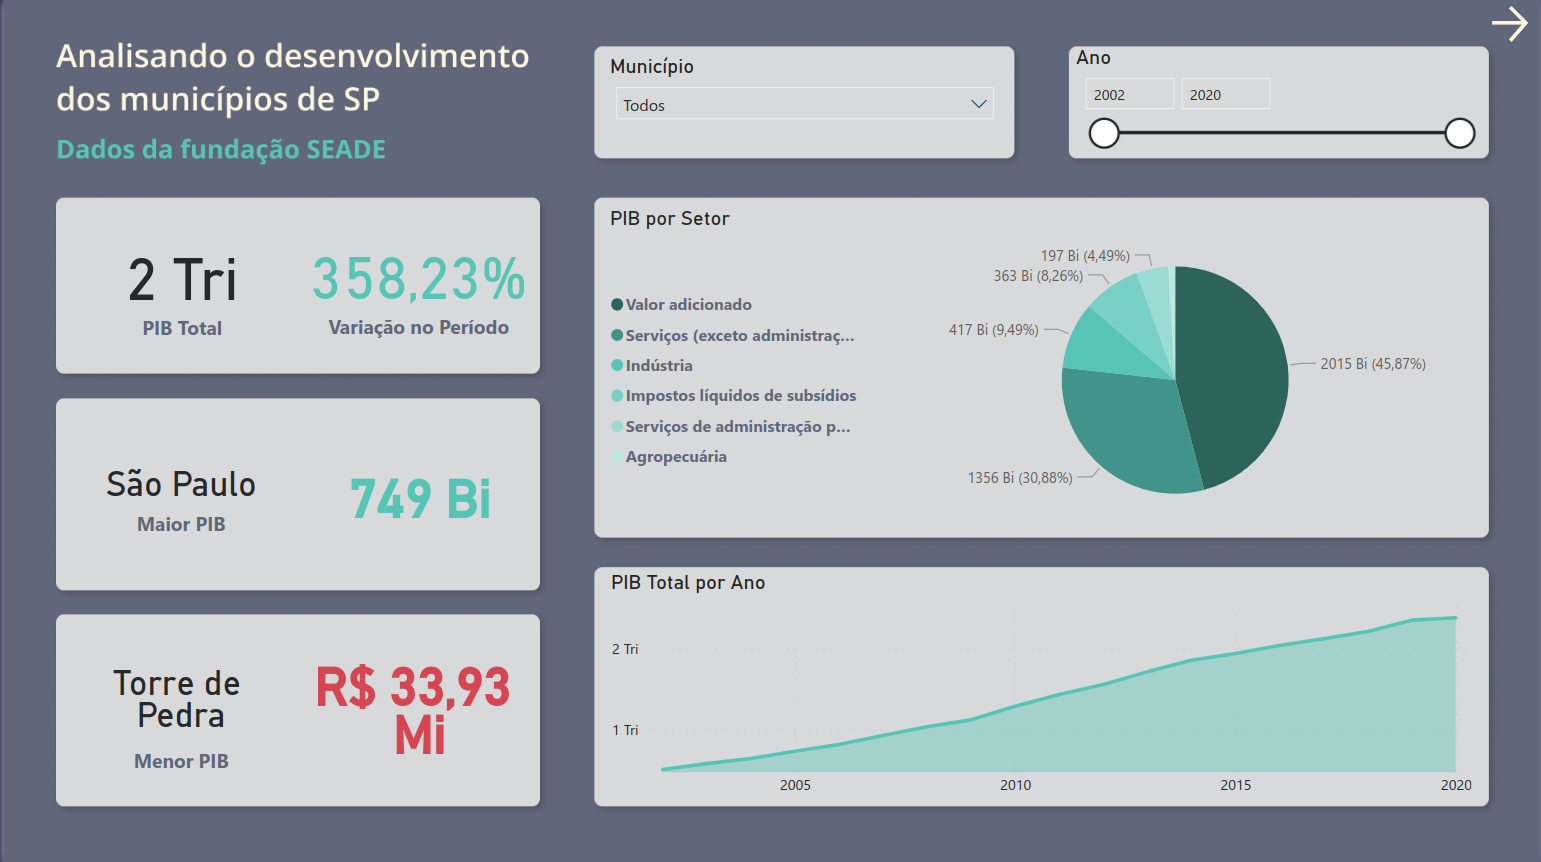 Analisando o desenvolvimento
dos municípios de SP
Dados da fundação SEADE
Município
Todos
Ano
2002
2020
2 Tri
PIB Total
358,23%
Variação no Período
São Paulo
Maior PIB
749 Bi
Torre de
Pedra
Menor PIB
R$ 33,93
Mi
PIB por Setor
Valor adicionado
Serviços (exceto administraç...
Indústria
Impostos líquidos de subsídios
Serviços de administração p...
Agropecuária
197 Bi (4,49%)
363 Bi (8,26%)
417 Bi (9,49%)
2015 Bi (45,87%)
1356 Bi (30,88%)
PIB Total por Ano
2 Tri
1 Tri
2005
2010
2015
2020